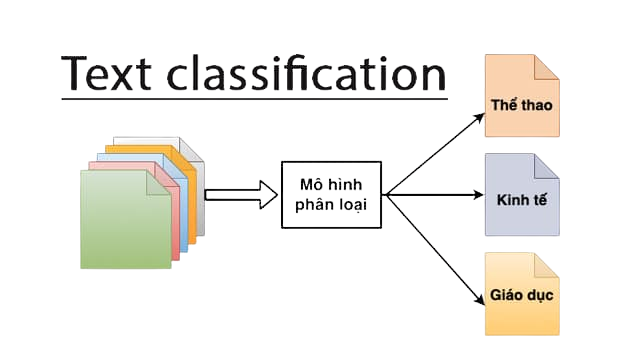 Text classification
Thể thao
Mô hình
phân loại
Kinh tế
Giáo dục